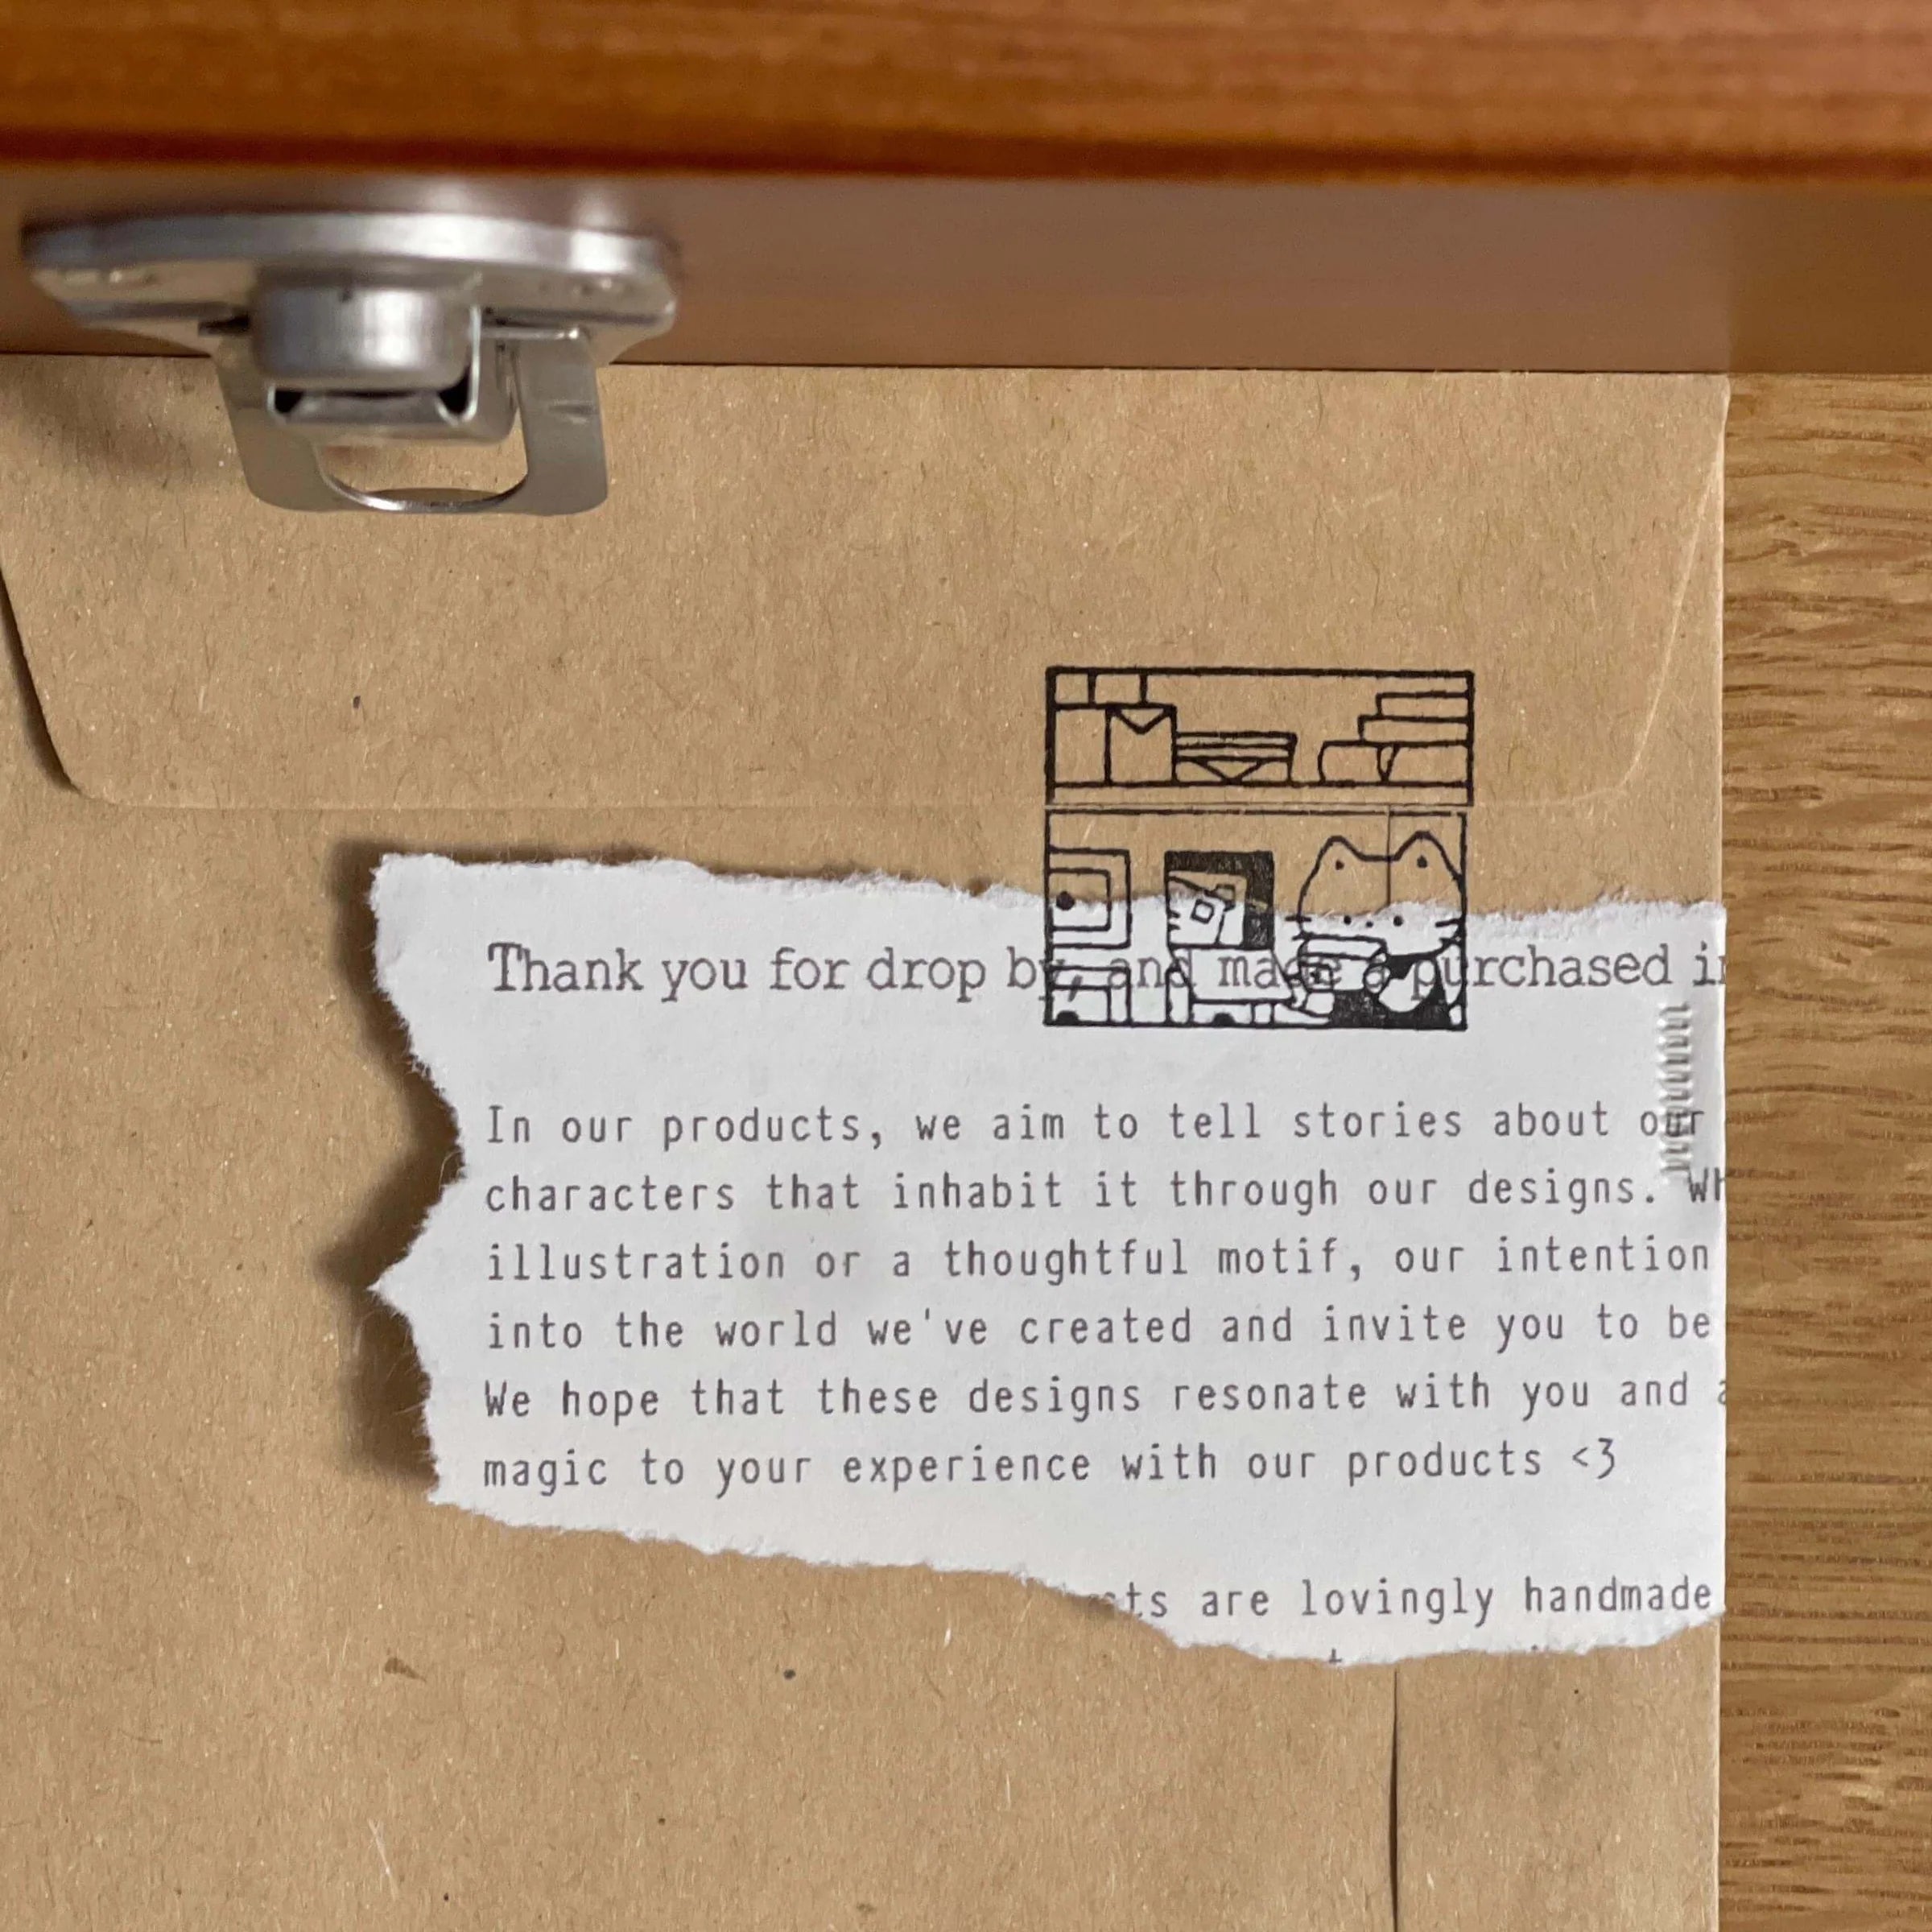 Thank you for drop by, and made a purchased in
In our products, we aim to tell stories about our
characters that inhabit it through our designs. Wh
illustration or a thoughtful motif, our intention
into the world we've created and invite you to be
We hope that these designs resonate with you and a
magic to your experience with our products <3
ts are lovingly handmade